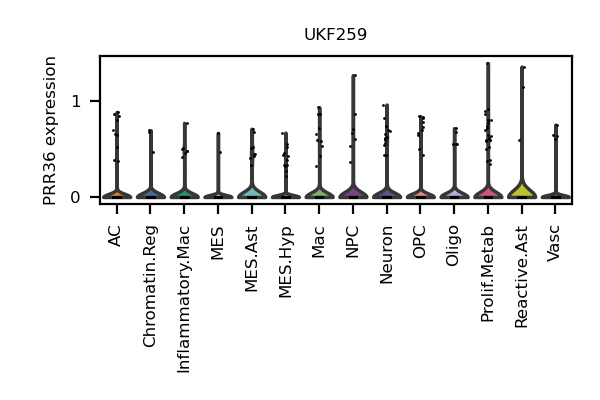 UKF259
PRR36 expression
1
0
AC
Chromatin.Reg
Inflammatory.Mac
MES
MES.Ast
MES.Hyp
Mac
NPC
Neuron
OPC
Oligo
Prolif.Metab
Reactive.Ast
Vasc